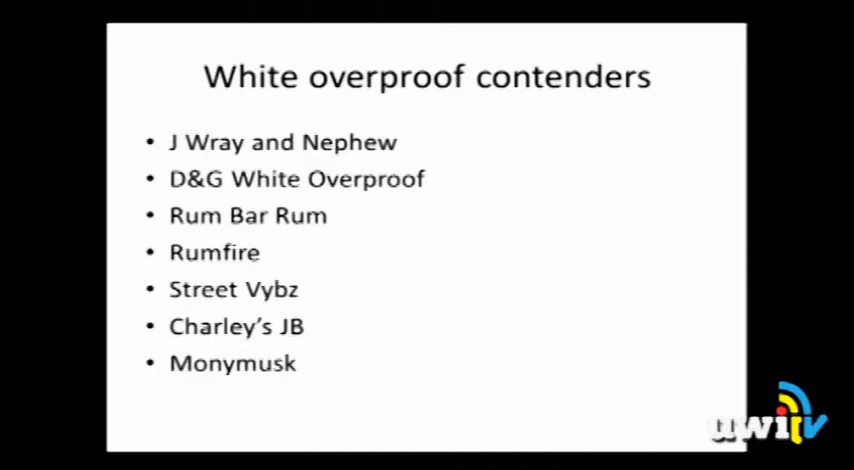 White overproof contenders
• J Wray and Nephew
• D&G White Overproof
• Rum Bar Rum
• Rumfire
• Street Vybz
• Charley's JB
• Monymusk
uwitv